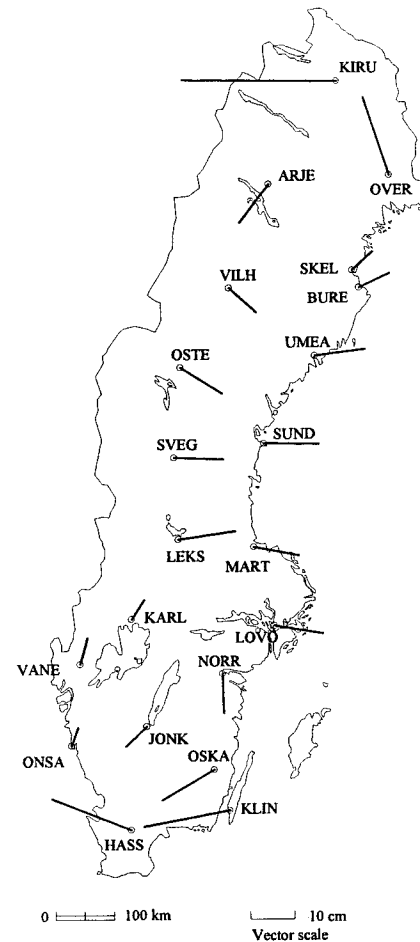 KIRU
ARJE
OVER
SKEL
VILH
BURE
UMEA
OSTE
SUND
SVEG
LEKS
MART
KARL
LOVO
VANE
NORR
JONK
ONSA
OSKA
KLIN
HASS
0 100 km 10 cm
Vector scale